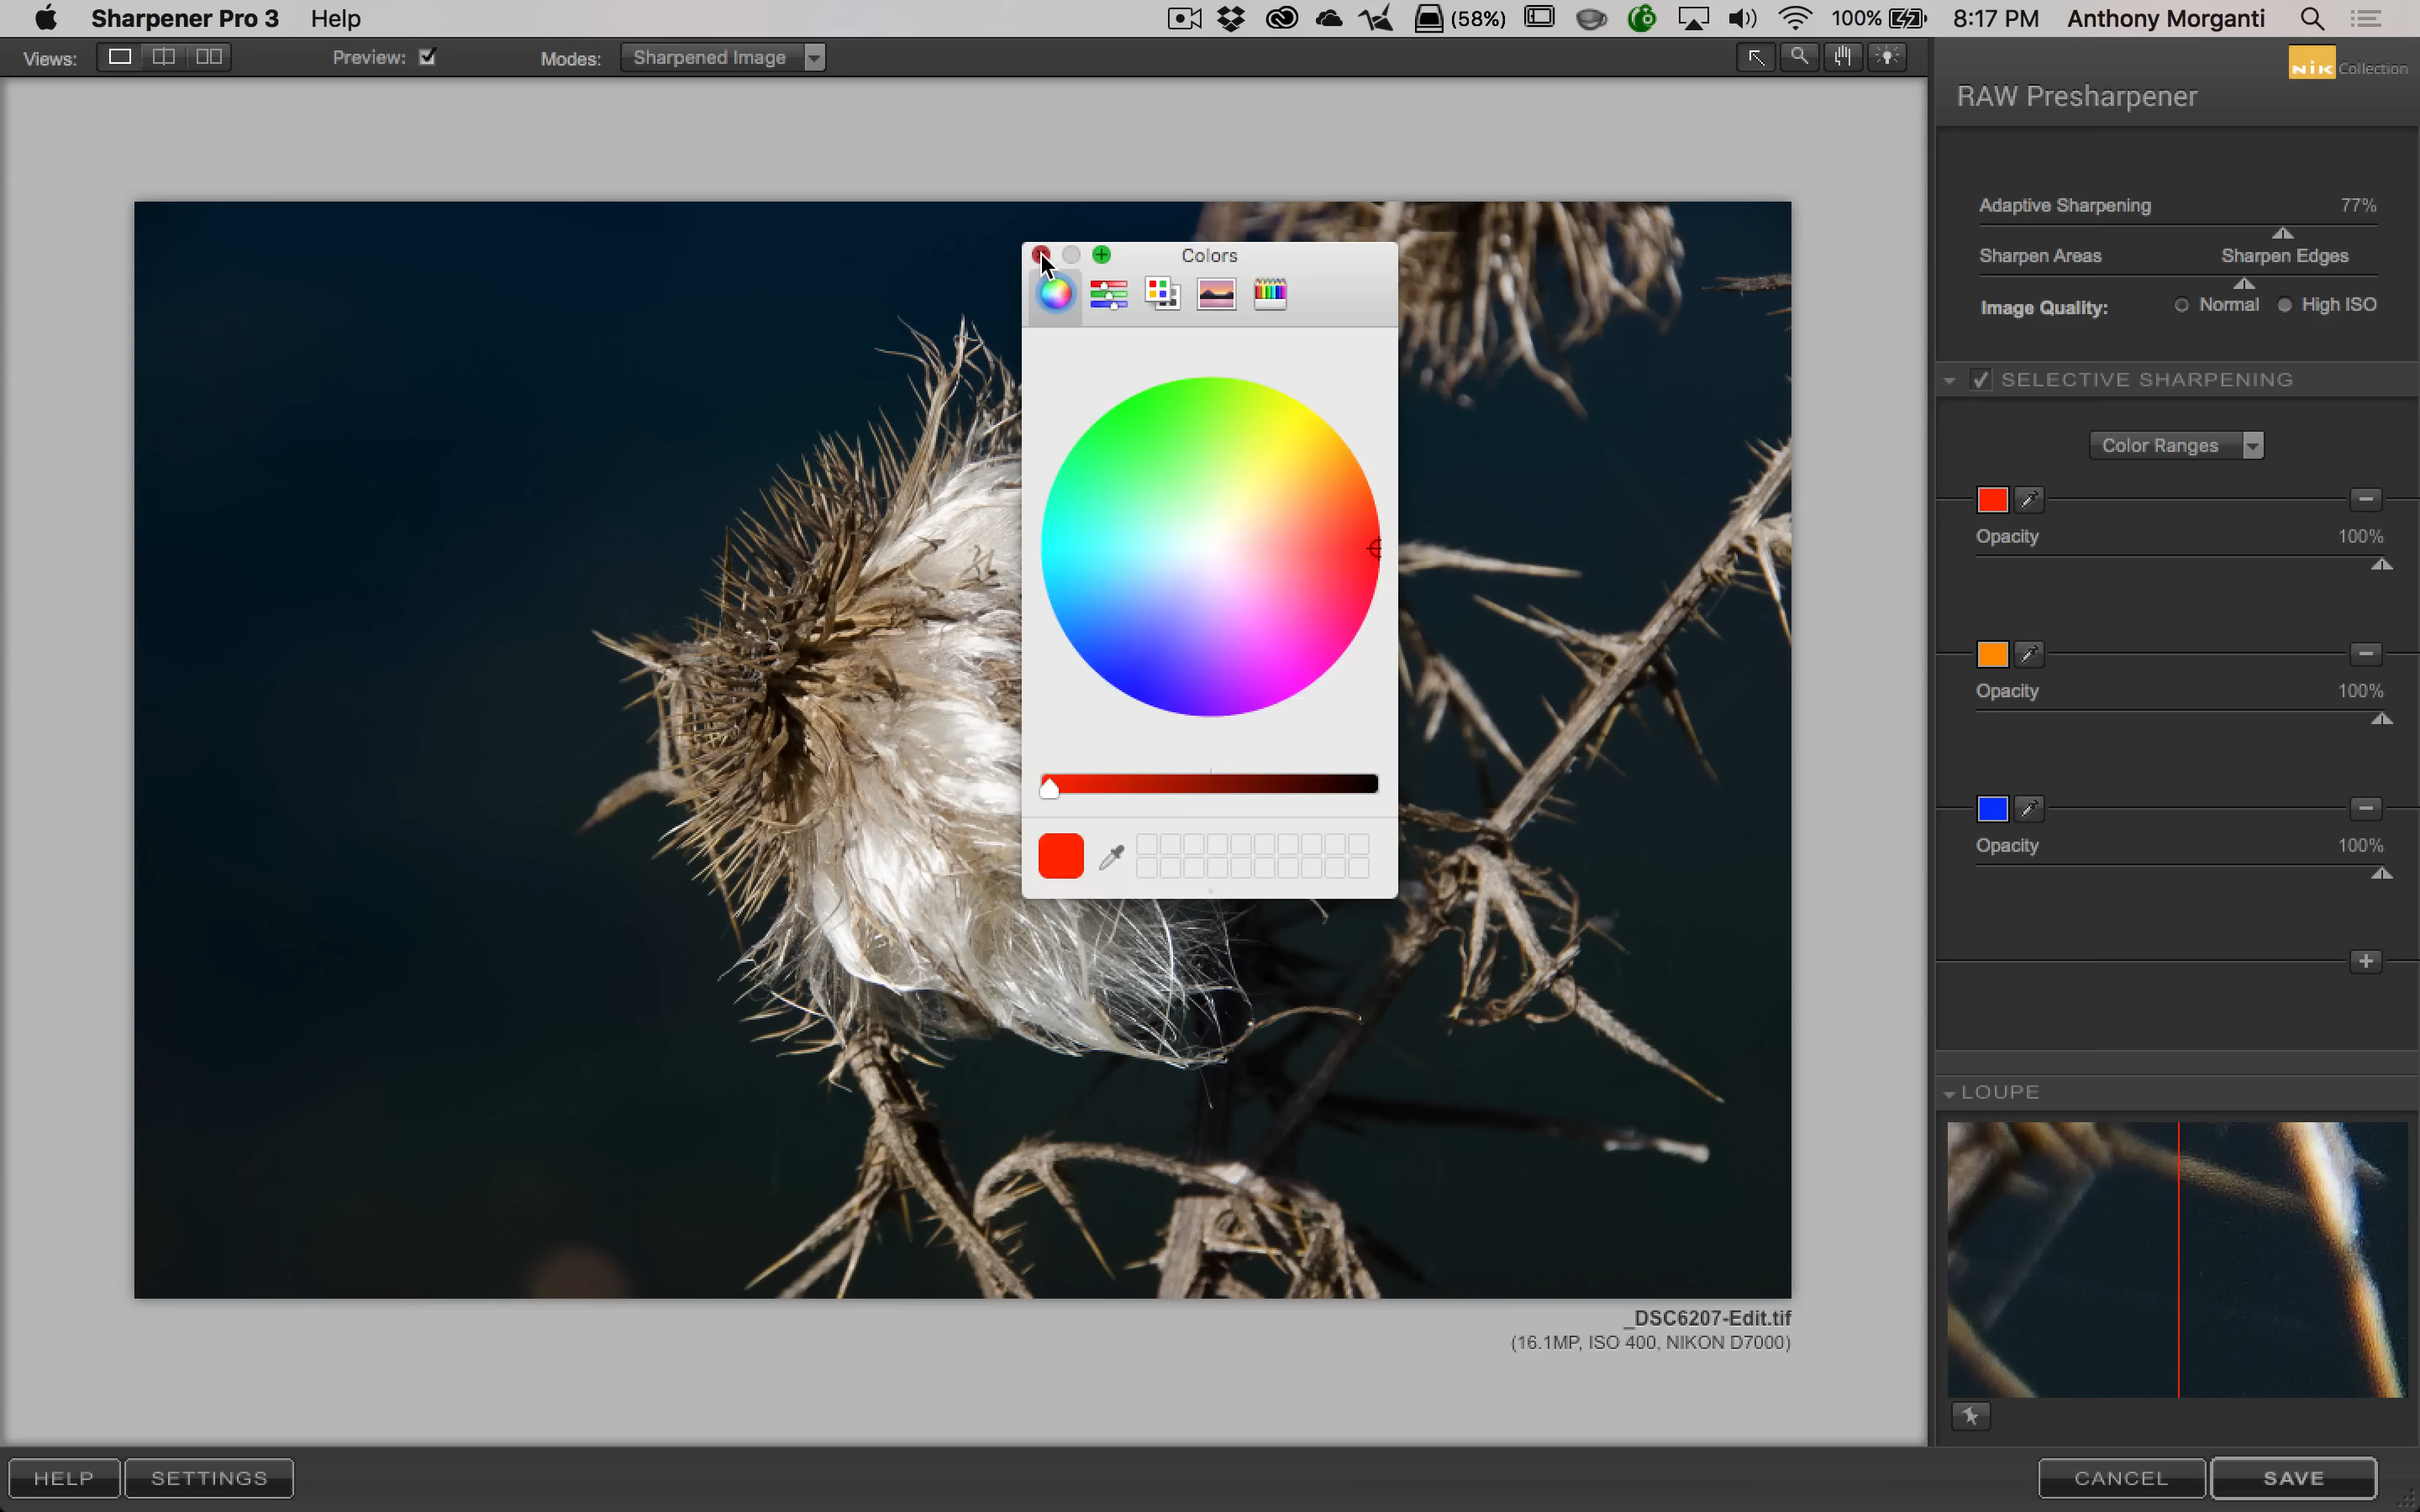 Sharpener Pro 3 Help (58%) 100% 8:17 PM Anthony Morganti
Views: Preview: Modes: Sharpened Image
nik Collection
RAW Presharpener
Adaptive Sharpening 77%
Sharpen Areas Sharpen Edges
Image Quality: Normal High ISO
SELECTIVE SHARPENING
Color Ranges
Opacity 100%
Opacity 100%
Opacity 100%
LOUPE
Colors
_DSC6207-Edit.tif
(16.1MP, ISO 400, NIKON D7000)
HELP SETTINGS CANCEL SAVE